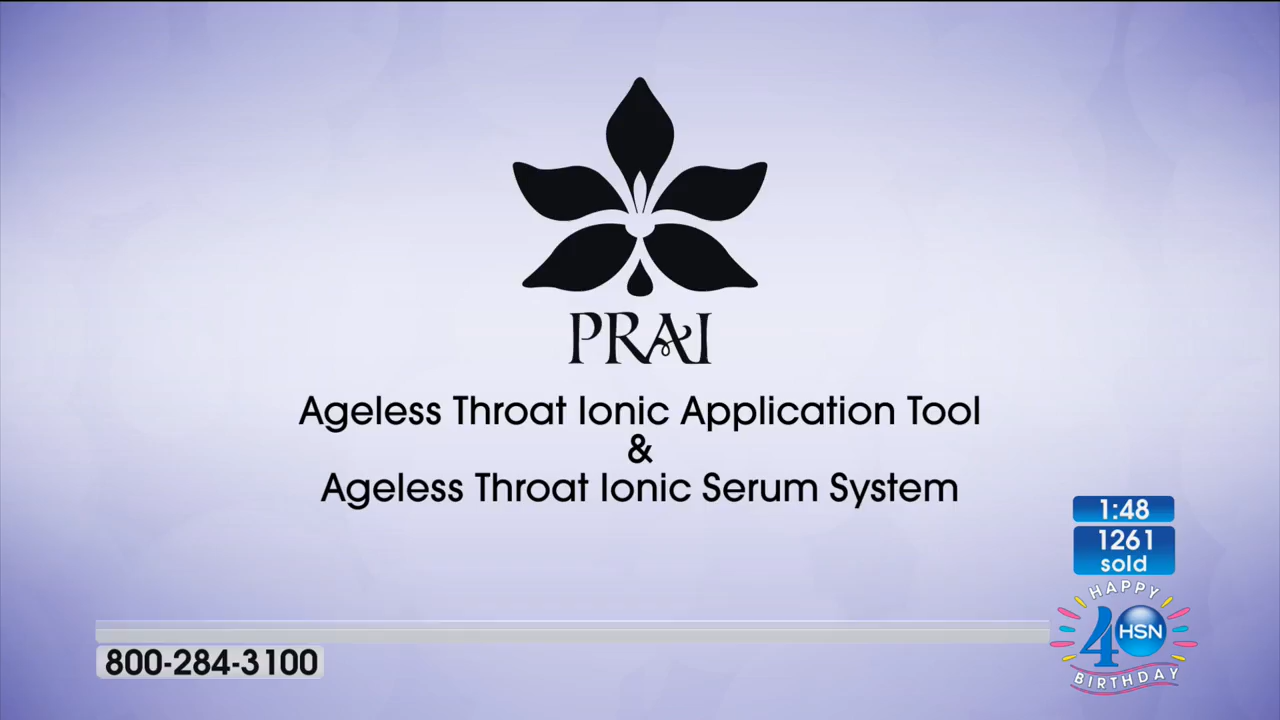 PRAI
Ageless Throat Ionic Application Tool
&
Ageless Throat Ionic Serum System
1:48
1261
sold
HAPPY
40 HSN
BIRTHDAY
800-284-3100